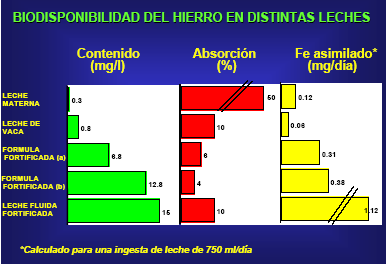 BIODISPONIBILIDAD DEL HIERRO EN DISTINTAS LECHES
Contenido
(mg/l)
Absorción
(%)
Fe asimilado*
(mg/día)
LECHE
MATERNA
0.3
50
0.12
LECHE DE
VACA
0.8
10
0.06
FORMULA
FORTIFICADA (a)
6.8
6
0.31
FORMULA
FORTIFICADA (b)
12.8
4
0.38
LECHE FLUIDA
FORTIFICADA
15
10
1.12
*Calculado para una ingesta de leche de 750 ml/día